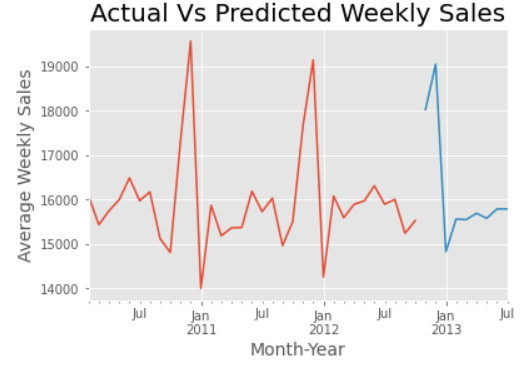 Actual Vs Predicted Weekly Sales
Average Weekly Sales
19000
18000
17000
16000
15000
14000
Jul Jan Jul Jan Jul Jan Jul
2011 2012 2013
Month-Year